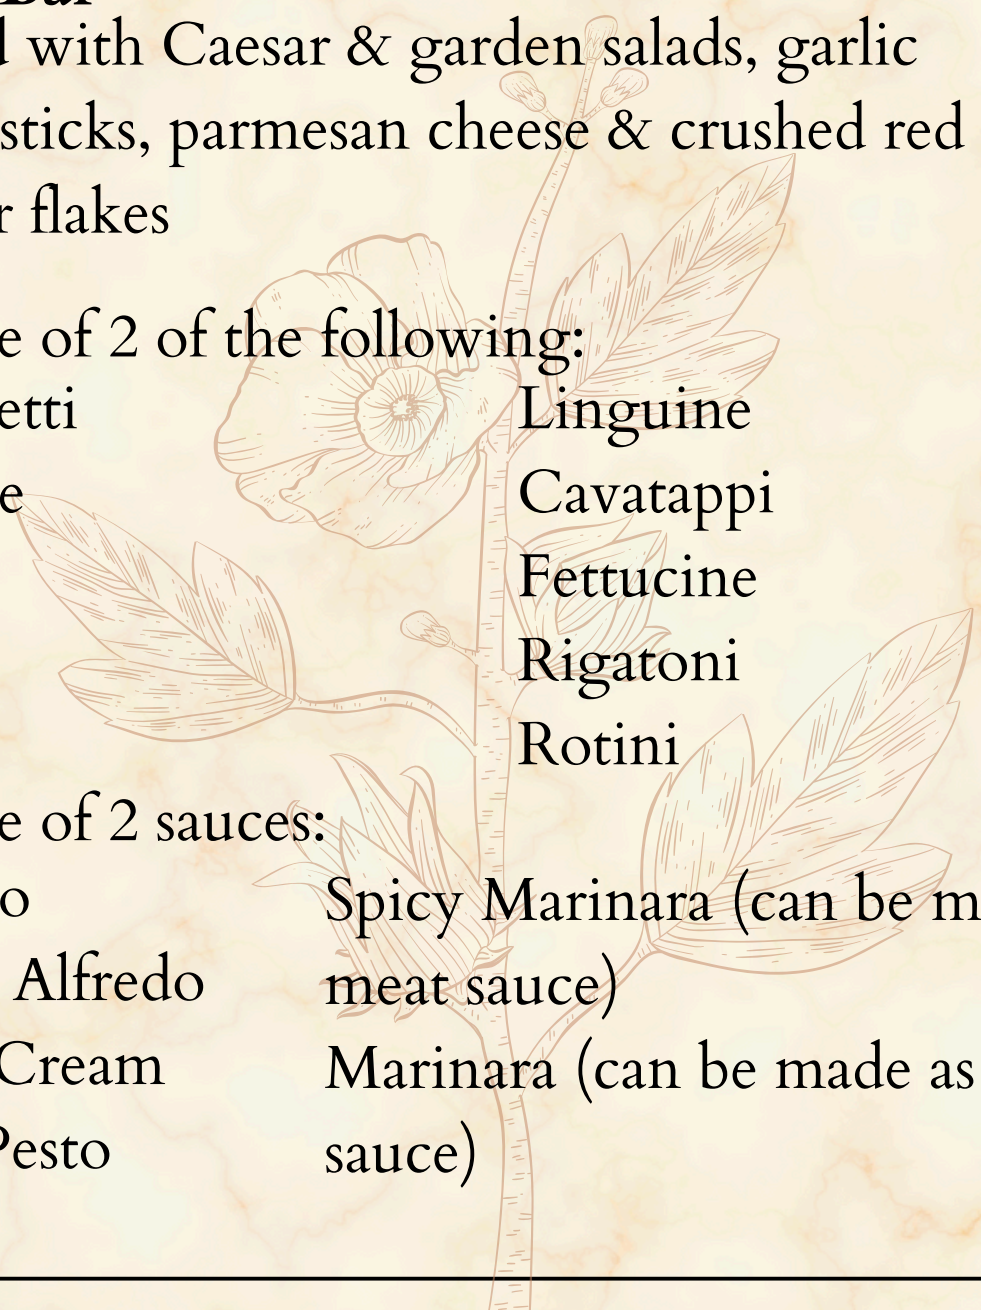 Bar
with Caesar & garden salads, garlic
sticks, parmesan cheese & crushed red
r flakes
e of 2 of the following:
etti
Linguine
e
Cavatappi
Fettucine
Rigatoni
Rotini
e of 2 sauces:
o
Spicy Marinara (can be m
Alfredo
meat sauce)
Cream
Marinara (can be made as
Pesto
sauce)